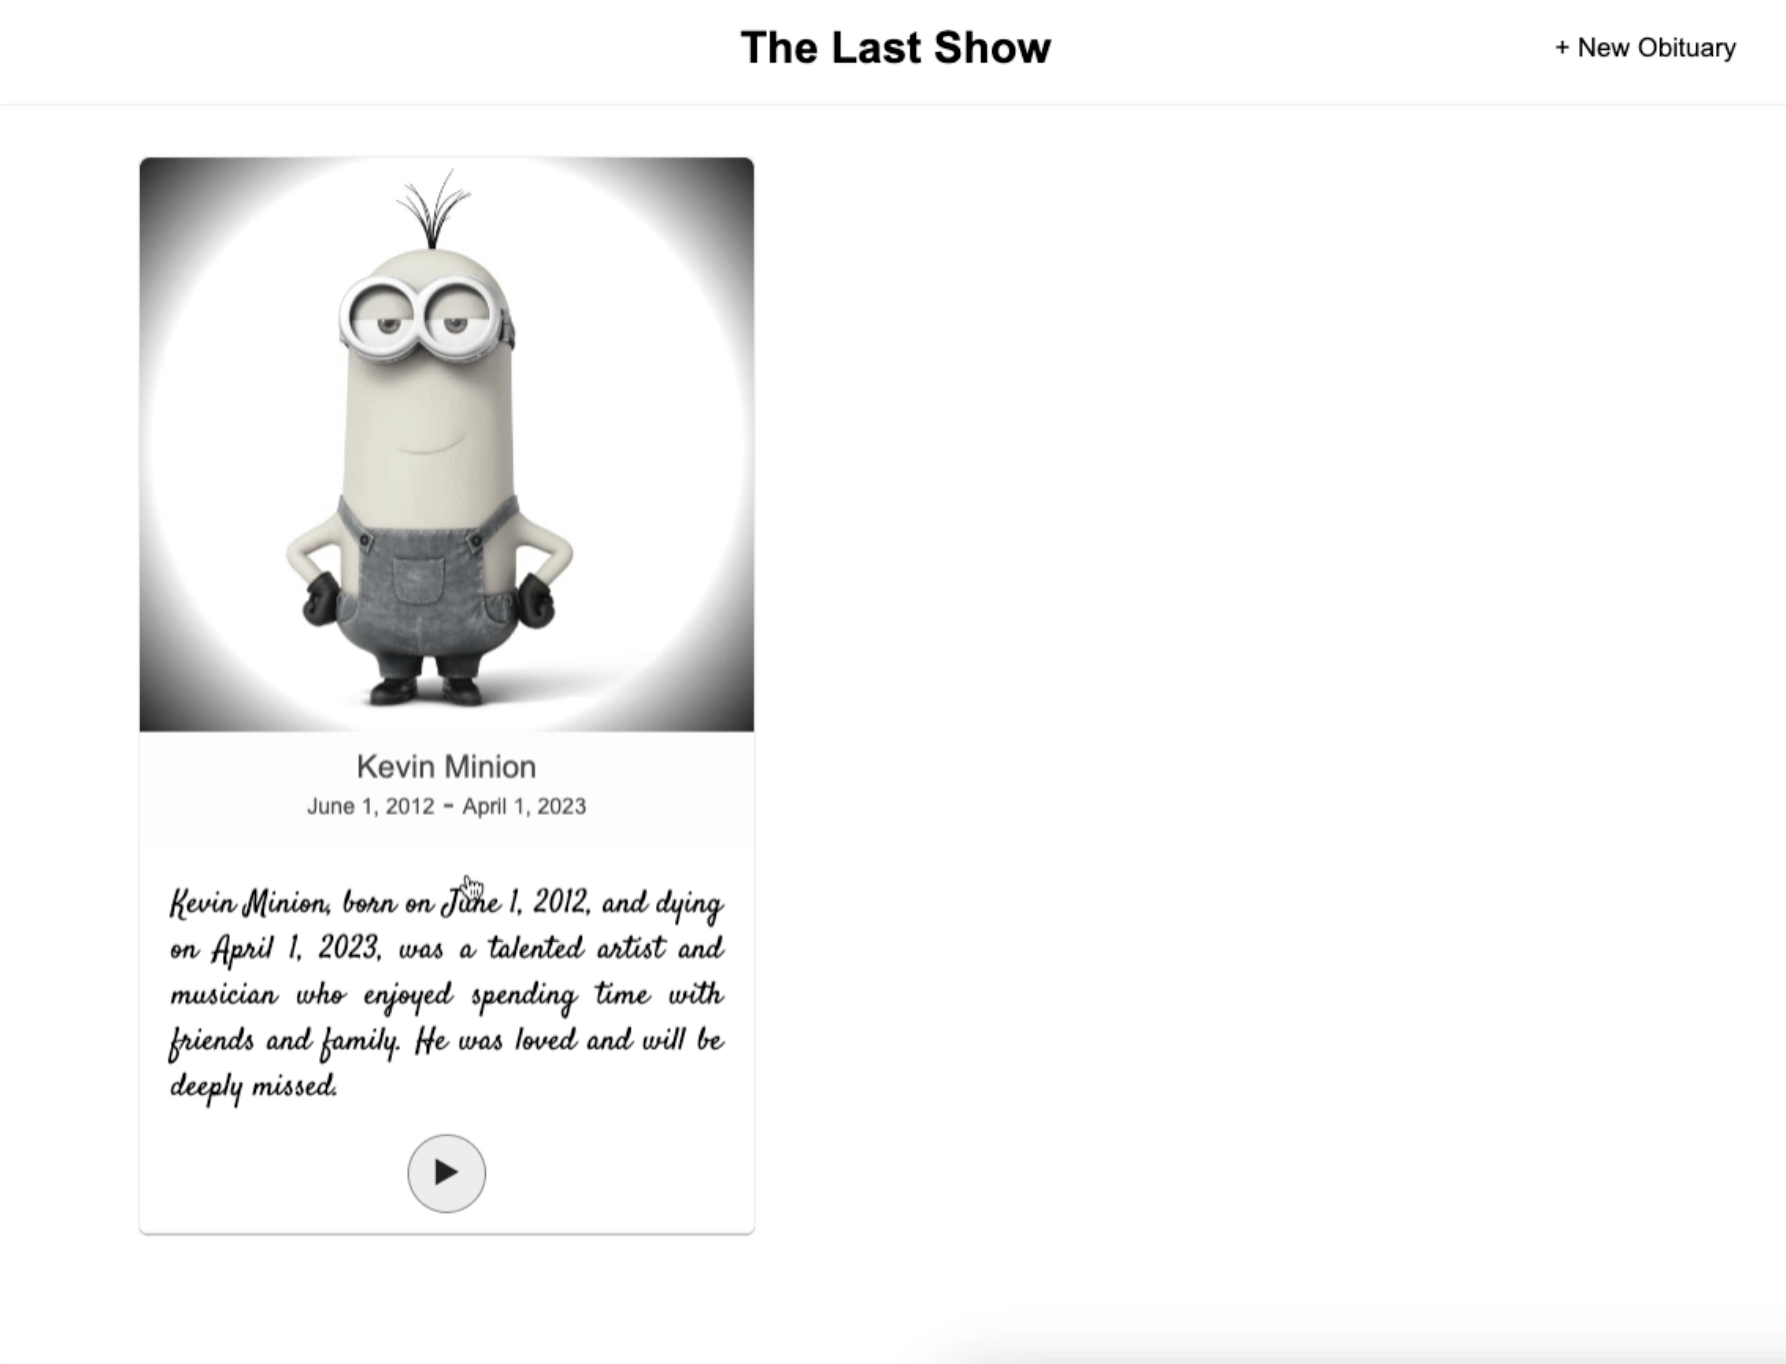 The Last Show
+ New Obituary
Kevin Minion
June 1, 2012 – April 1, 2023
Kevin Minion, born on June 1, 2012, and dying
on April 1, 2023, was a talented artist and
musician who enjoyed spending time with
friends and family. He was loved and will be
deeply missed.